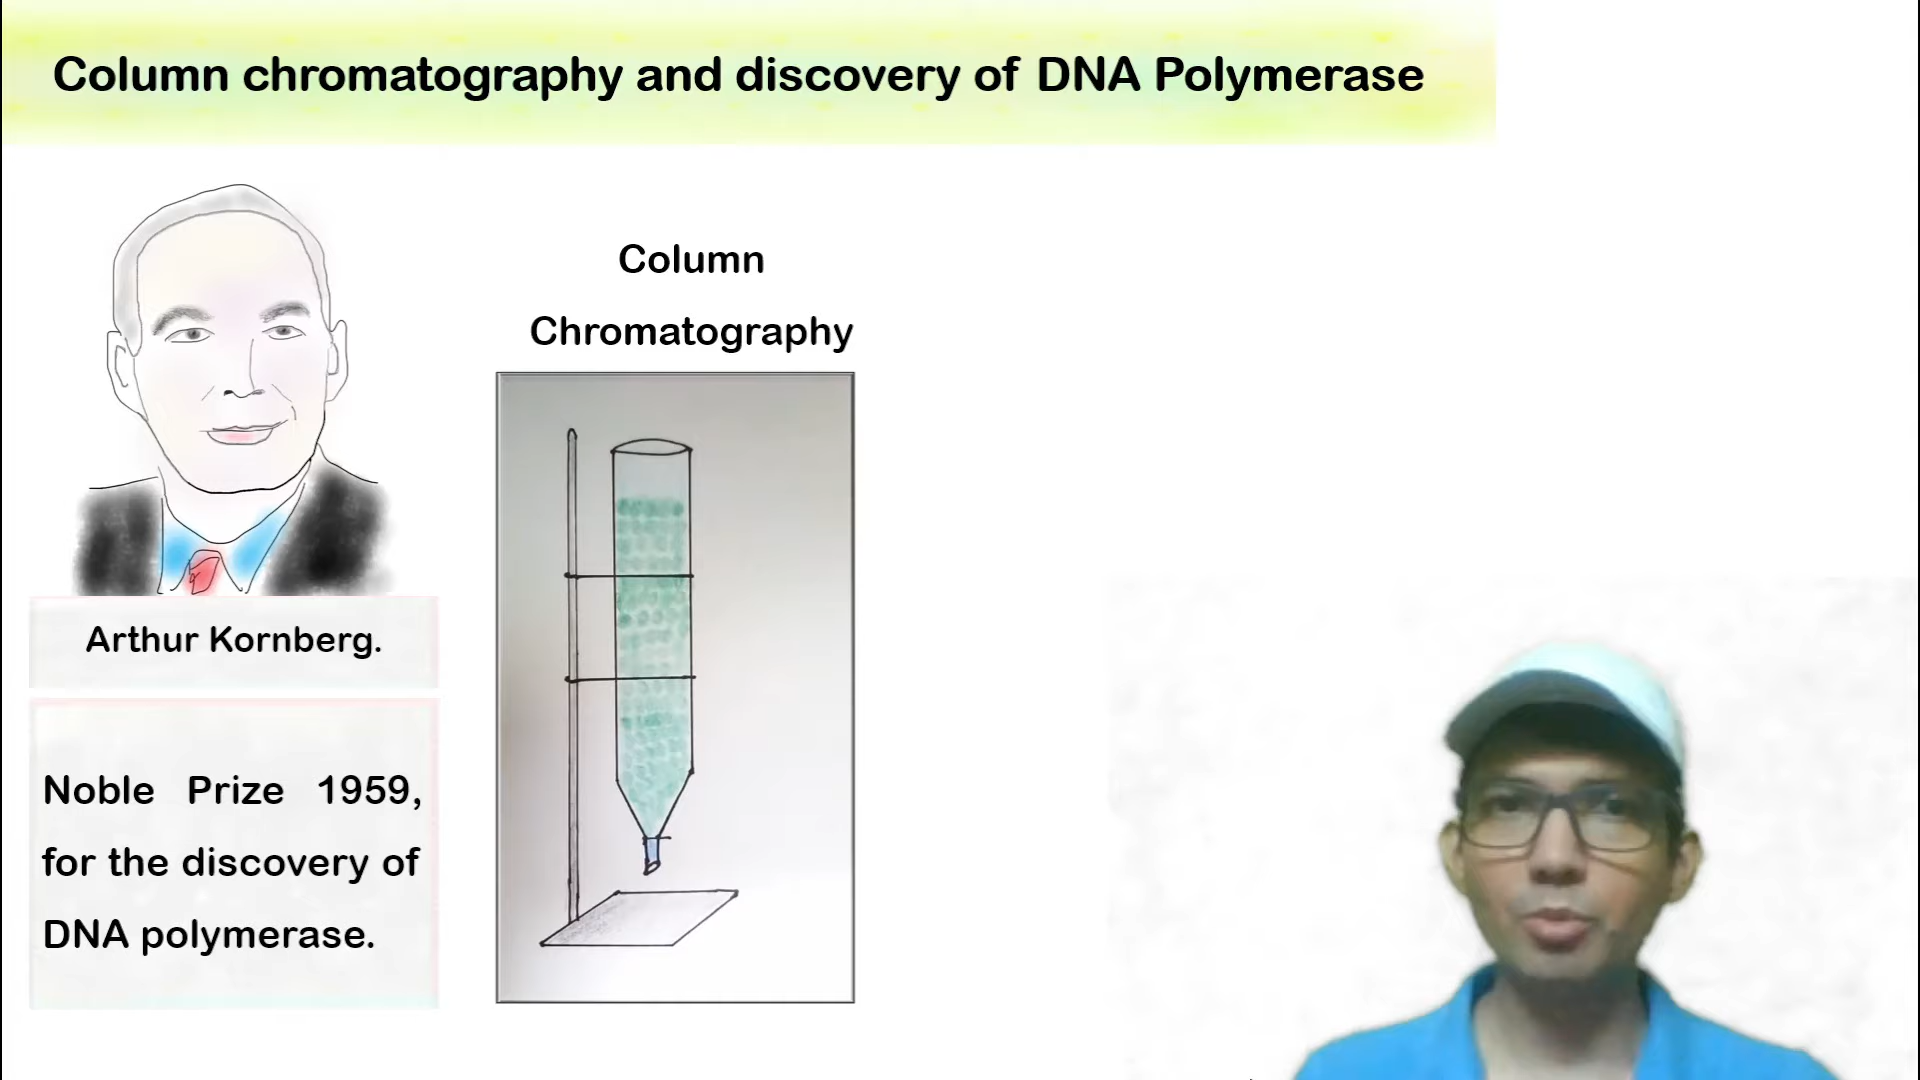 Column chromatography and discovery of DNA Polymerase
Column
Chromatography
Arthur Kornberg.
Noble Prize 1959,
for the discovery of
DNA polymerase.